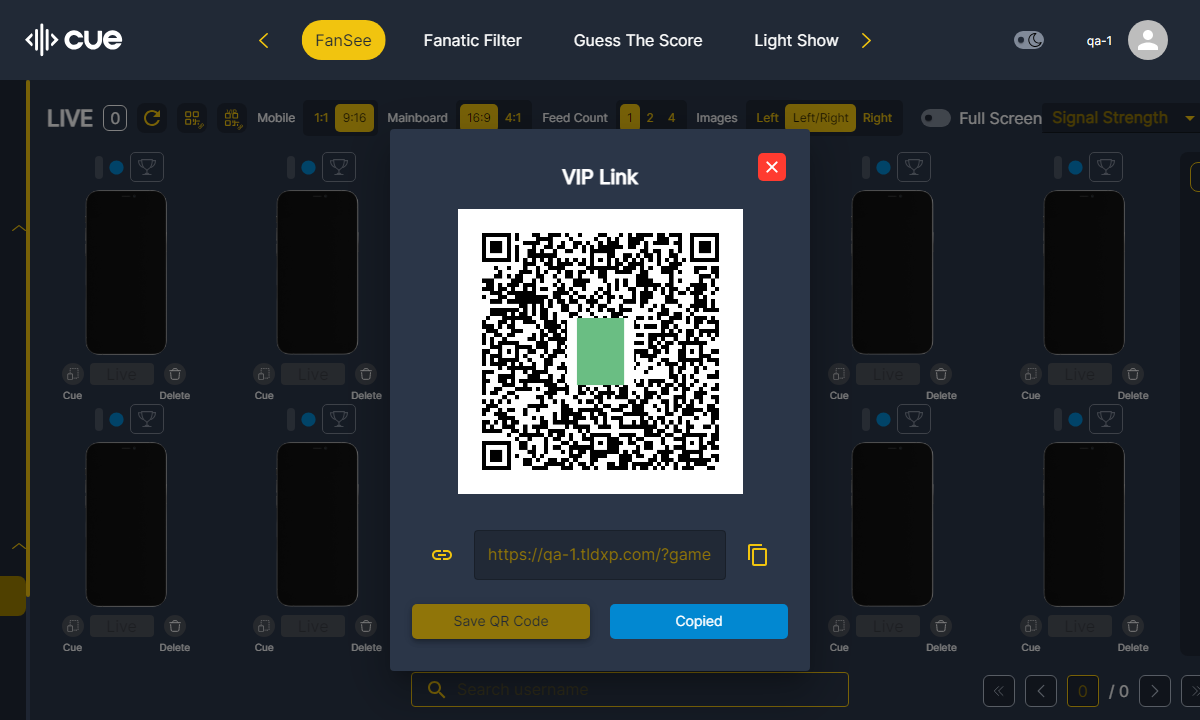 cue
FanSee
Fanatic Filter
Guess The Score
Light Show
qa-1
LIVE 0
Mobile 1:1 9:16
Mainboard 16:9 4:1
Feed Count 1 2 4
Images Left Left/Right Right
Full Screen
Signal Strength
VIP Link
https://qa-1.tldxp.com/?game
Save QR Code
Copied
Live Live Live Live
Cue Delete Cue Delete Cue Delete Cue Delete
Live Live Live Live
Cue Delete Cue Delete Cue Delete Cue Delete
Search username
0 / 0